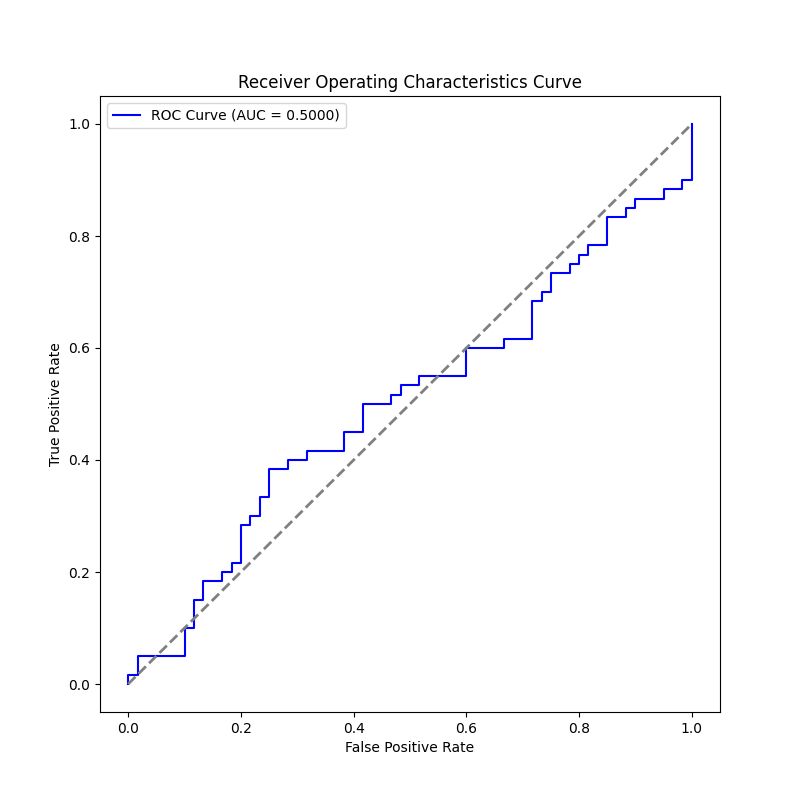 Receiver Operating Characteristics Curve
ROC Curve (AUC = 0.5000)
1.0
0.8
0.6
0.4
0.2
0.0
True Positive Rate
0.0 0.2 0.4 0.6 0.8 1.0
False Positive Rate